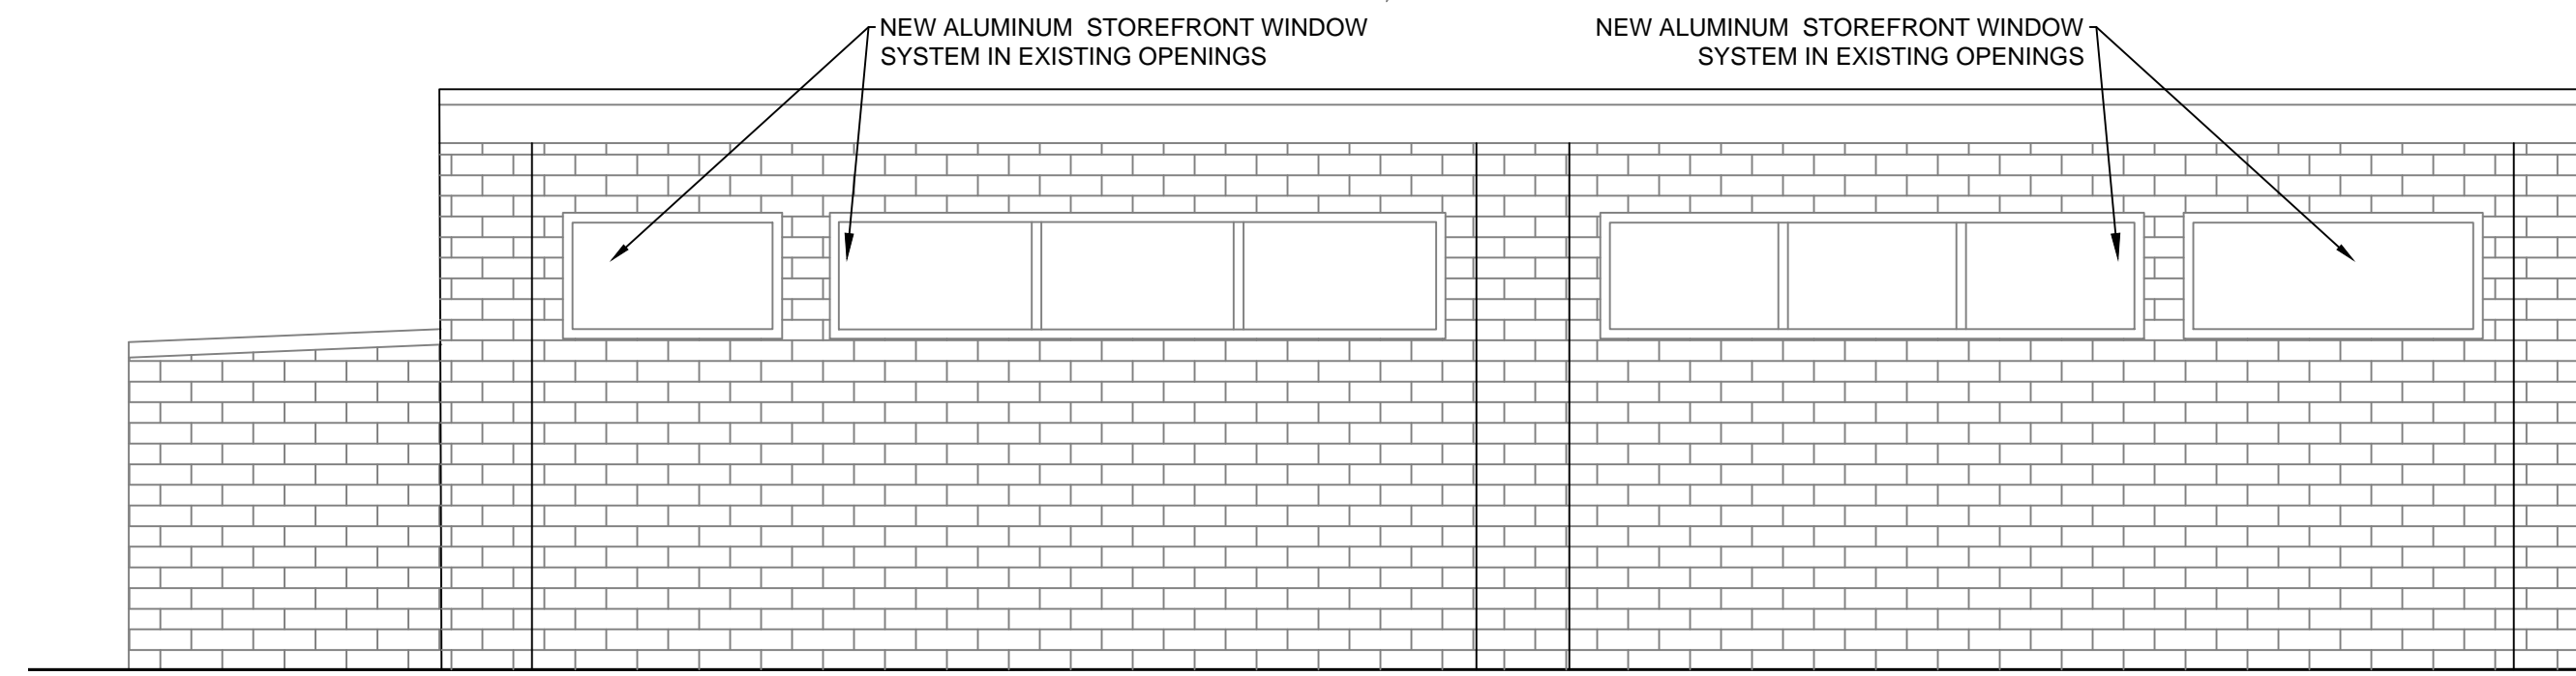 NEW ALUMINUM  STOREFRONT WINDOW
SYSTEM IN EXISTING OPENINGS
NEW ALUMINUM  STOREFRONT WINDOW
SYSTEM IN EXISTING OPENINGS